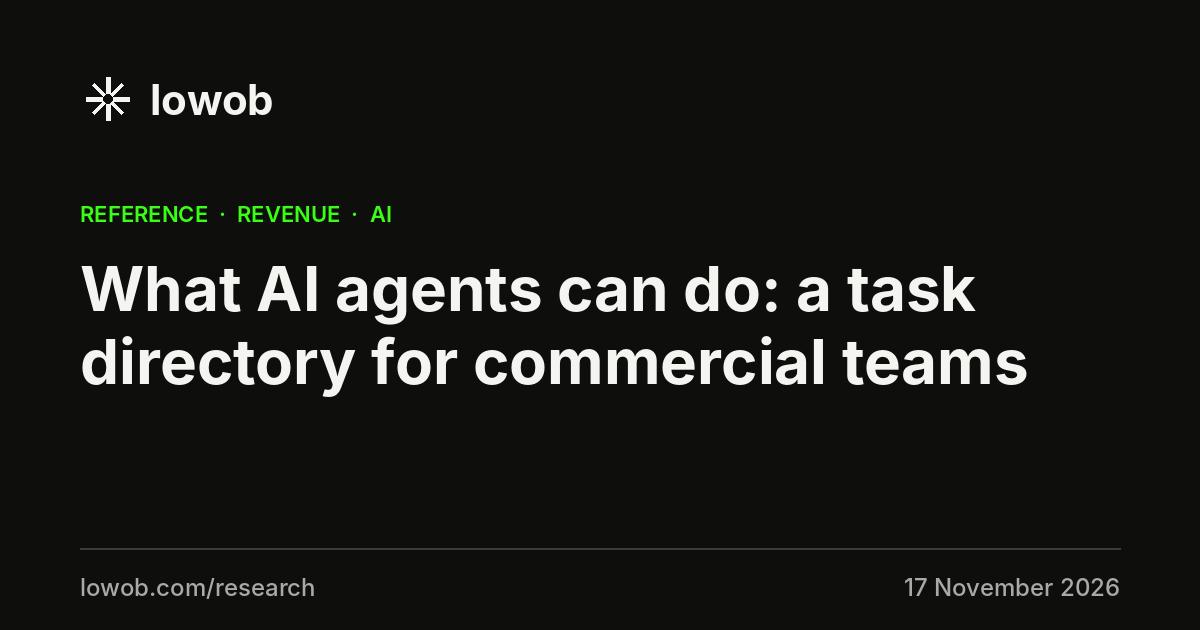 lowob
REFERENCE · REVENUE · AI
What AI agents can do: a task
directory for commercial teams
lowob.com/research
17 November 2026